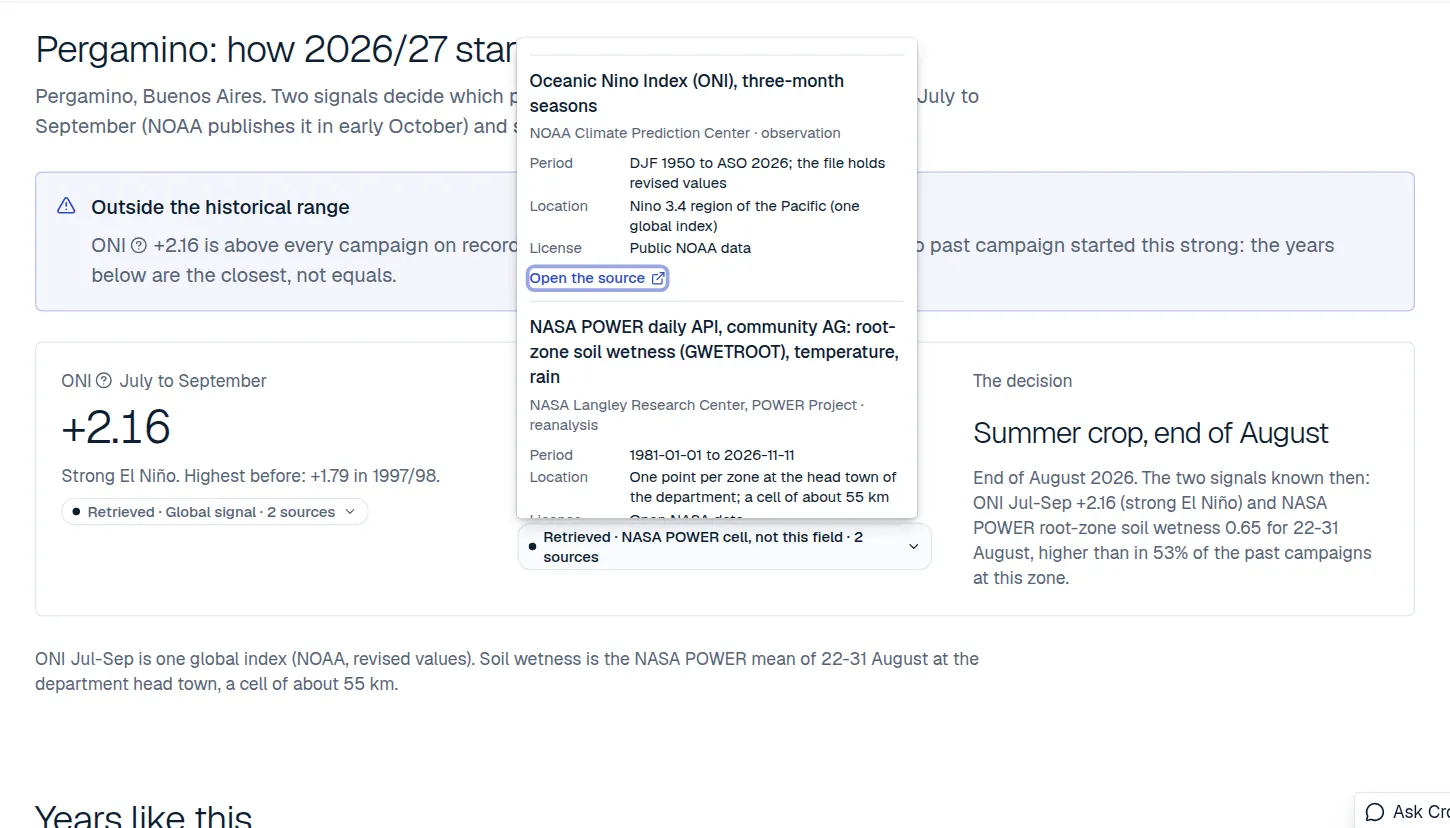 Pergamino: how 2026/27 star
Pergamino, Buenos Aires. Two signals decide which
July to
September (NOAA publishes it in early October) and
Outside the historical range
ONI +2.16 is above every campaign on record
past campaign started this strong: the years
below are the closest, not equals.
ONI July to September
+2.16
Strong El Niño. Highest before: +1.79 in 1997/98.
Retrieved · Global signal · 2 sources
Oceanic Nino Index (ONI), three-month
seasons
NOAA Climate Prediction Center · observation
Period DJF 1950 to ASO 2026; the file holds
revised values
Location Nino 3.4 region of the Pacific (one
global index)
License Public NOAA data
Open the source
NASA POWER daily API, community AG: root-
zone soil wetness (GWETROOT), temperature,
rain
NASA Langley Research Center, POWER Project ·
reanalysis
Period 1981-01-01 to 2026-11-11
Location One point per zone at the head town of
the department; a cell of about 55 km
Retrieved · NASA POWER cell, not this field · 2
sources
The decision
Summer crop, end of August
End of August 2026. The two signals known then:
ONI Jul-Sep +2.16 (strong El Niño) and NASA
POWER root-zone soil wetness 0.65 for 22-31
August, higher than in 53% of the past campaigns
at this zone.
ONI Jul-Sep is one global index (NOAA, revised values). Soil wetness is the NASA POWER mean of 22-31 August at the
department head town, a cell of about 55 km.
Years like this
Ask Cro